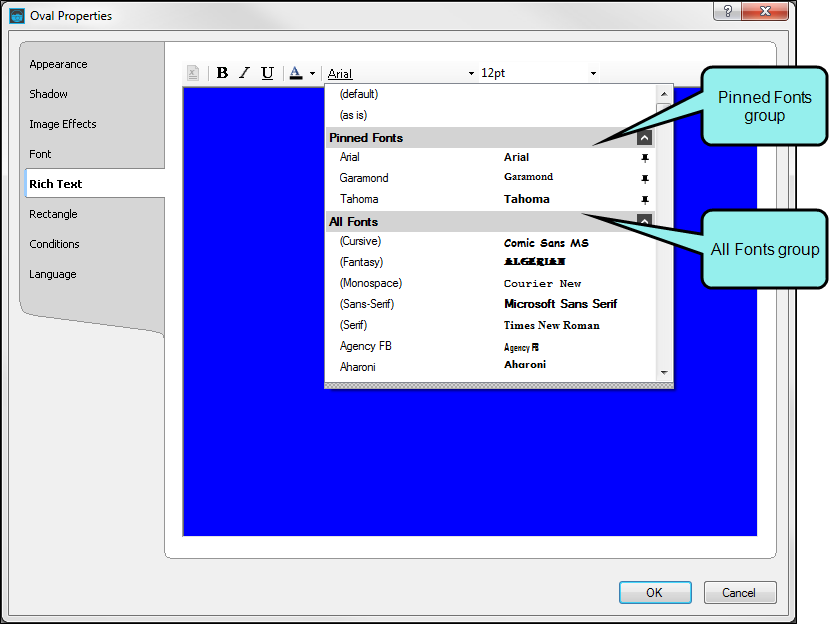 Oval Properties
?
Appearance
Shadow
Image Effects
Font
Rich Text
Rectangle
Conditions
Language
B I U A Arial 12pt
(default)
(as is)
Pinned Fonts
Arial Arial
Garamond Garamond
Tahoma Tahoma
All Fonts
(Cursive) Comic Sans MS
(Fantasy) ALGERIAN
(Monospace) Courier New
(Sans-Serif) Microsoft Sans Serif
(Serif) Times New Roman
Agency FB Agency FB
Aharoni Aharoni
Pinned Fonts
group
All Fonts group
OK Cancel